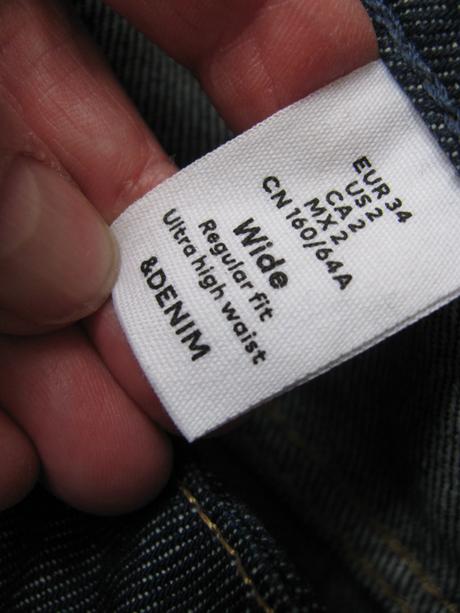 EUR 34
US 2
CA 2
MX 2
CN 160/64A
Wide
Regular fit
Ultra high waist
&DENIM